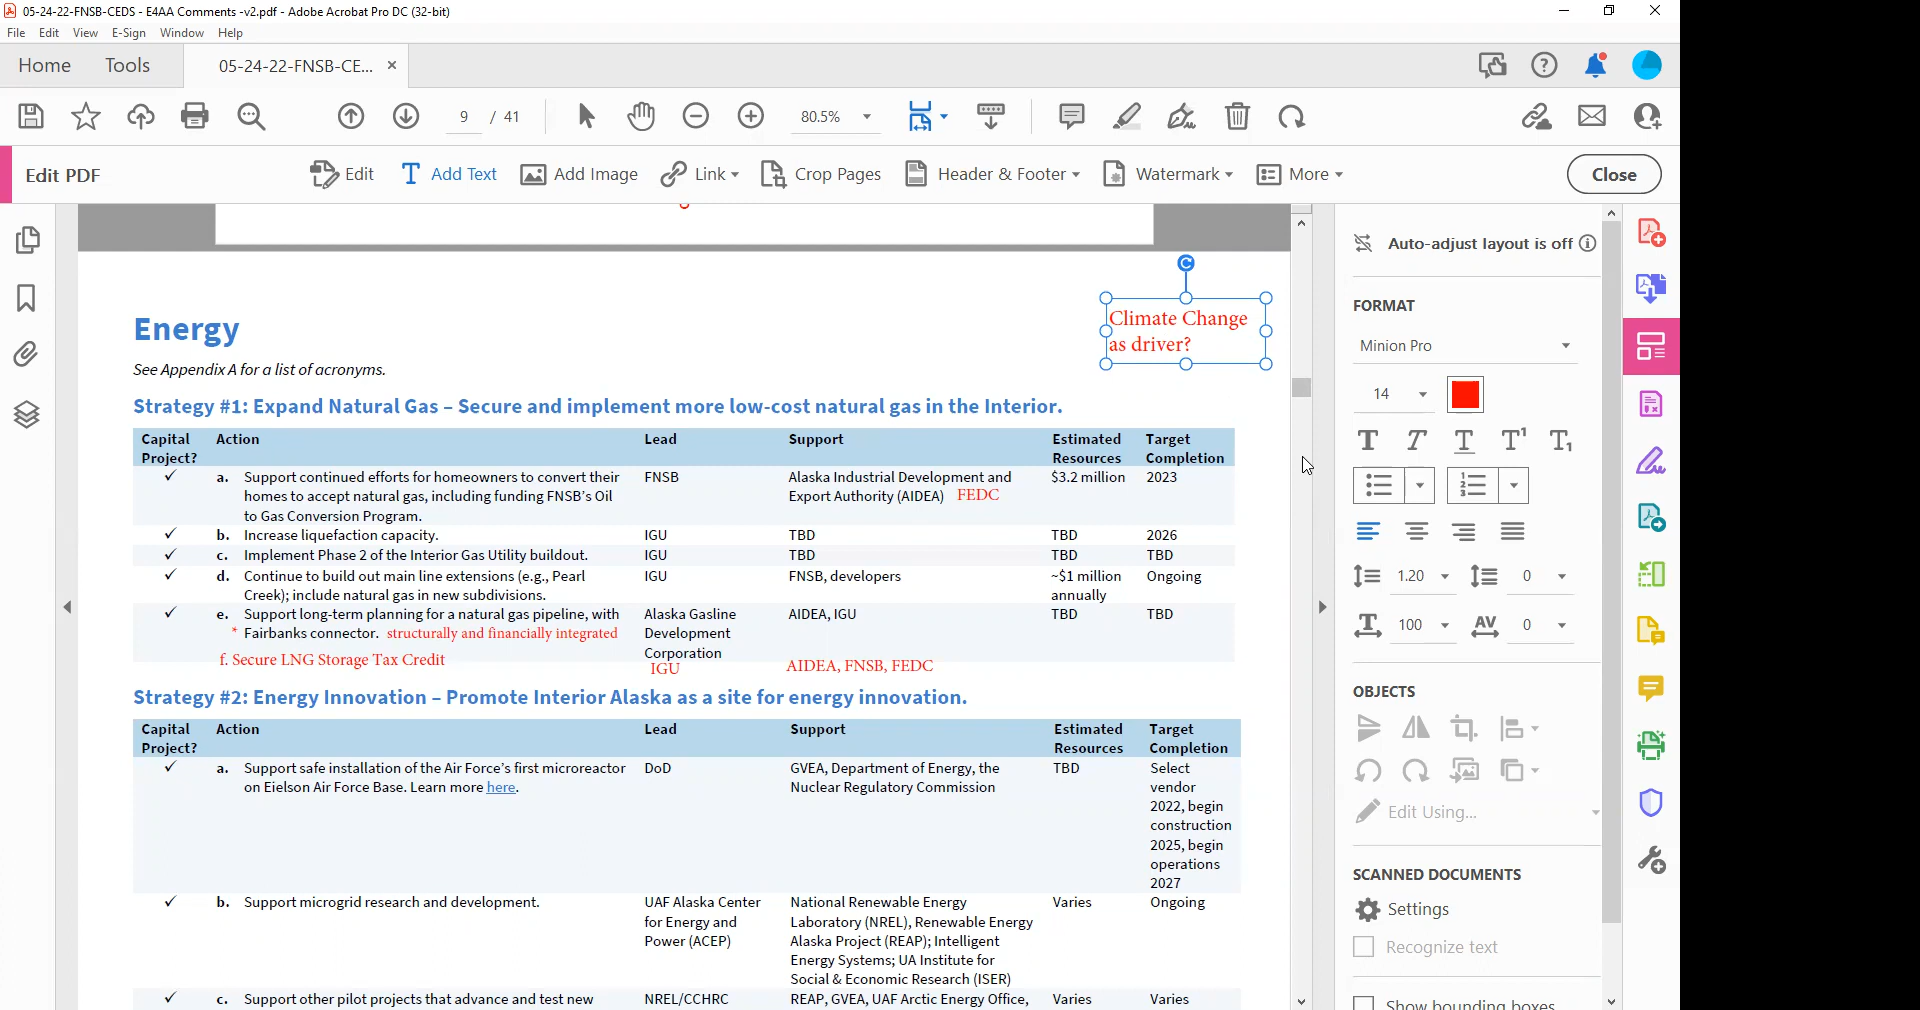 05-24-22-FNSB-CEDS - E4AA Comments -v2.pdf - Adobe Acrobat Pro DC (32-bit)
File Edit View E-Sign Window Help
Home Tools 05-24-22-FNSB-CE... ×
9 / 41 80.5%
Edit PDF Edit Add Text Add Image Link Crop Pages Header & Footer Watermark More Close
Climate Change
as driver?
Energy
See Appendix A for a list of acronyms.
Strategy #1: Expand Natural Gas – Secure and implement more low-cost natural gas in the Interior.
Capital Action Lead Support Estimated Target
Project? Resources Completion
✓ a. Support continued efforts for homeowners to convert their FNSB Alaska Industrial Development and $3.2 million 2023
homes to accept natural gas, including funding FNSB's Oil Export Authority (AIDEA) FEDC
to Gas Conversion Program.
✓ b. Increase liquefaction capacity. IGU TBD TBD 2026
✓ c. Implement Phase 2 of the Interior Gas Utility buildout. IGU TBD TBD TBD
✓ d. Continue to build out main line extensions (e.g., Pearl IGU FNSB, developers ~$1 million Ongoing
Creek); include natural gas in new subdivisions. annually
✓ e. Support long-term planning for a natural gas pipeline, with Alaska Gasline AIDEA, IGU TBD TBD
* Fairbanks connector. structurally and financially integrated Development
Corporation
f. Secure LNG Storage Tax Credit IGU AIDEA, FNSB, FEDC
Strategy #2: Energy Innovation – Promote Interior Alaska as a site for energy innovation.
Capital Action Lead Support Estimated Target
Project? Resources Completion
✓ a. Support safe installation of the Air Force's first microreactor DoD GVEA, Department of Energy, the TBD Select
on Eielson Air Force Base. Learn more here. Nuclear Regulatory Commission vendor
2022, begin
construction
2025, begin
operations
2027
✓ b. Support microgrid research and development. UAF Alaska Center National Renewable Energy Varies Ongoing
for Energy and Laboratory (NREL), Renewable Energy
Power (ACEP) Alaska Project (REAP); Intelligent
Energy Systems; UA Institute for
Social & Economic Research (ISER)
✓ c. Support other pilot projects that advance and test new NREL/CCHRC REAP, GVEA, UAF Arctic Energy Office, Varies Varies
Auto-adjust layout is off
FORMAT
Minion Pro
14
T T T T1 T1
1.20 0
100 AV 0
OBJECTS
Edit Using...
SCANNED DOCUMENTS
Settings
Recognize text
Show bounding boxes